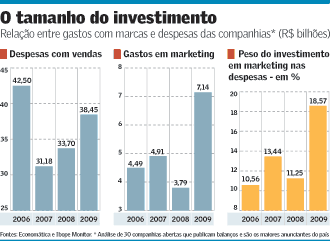 O tamanho do investimento
Relação entre gastos com marcas e despesas das companhias* (R$ bilhões)
Despesas com vendas
45
40
35
30
25
42,50
31,18
33,70
38,45
2006 2007 2008 2009
Gastos em marketing
8
7
6
5
4
3
4,49
4,91
3,79
7,14
2006 2007 2008 2009
Peso do investimento
em marketing nas
despesas - em %
20
18
16
14
12
10
8
10,56
13,44
11,25
18,57
2006 2007 2008 2009
Fontes: Economática e Ibope Monitor. * Análise de 30 companhias abertas que publicam balanços e são os maiores anunciantes do país